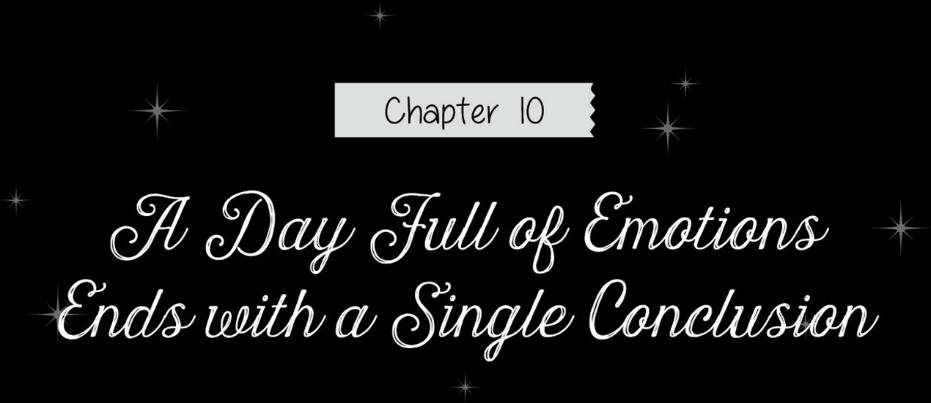 Chapter 10
A Day Full of Emotions
Ends with a Single Conclusion